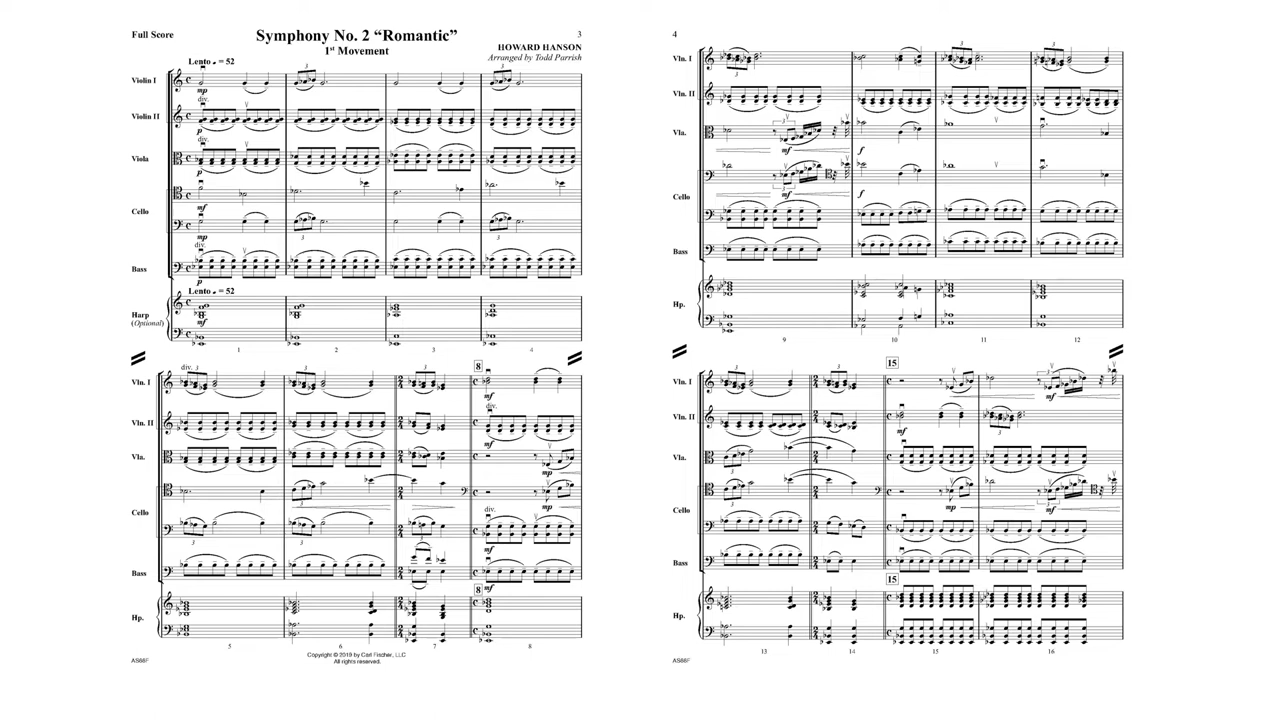 Full Score
Symphony No. 2 “Romantic”
3
1st Movement
HOWARD HANSON
Arranged by Todd Parrish
Lento = 52
Violin I
mp
div.
Violin II
p
div.
Viola
p
mf
Cello
mp
div.
Bass
p
Lento = 52
Harp
(Optional)
mf
1 2 3 4
div.
8
Vln. I
mf
div.
Vln. II
mf
Vla.
mp
mp
div.
Cello
mf
Bass
mf
8
Hp.
mf
5 6 7 8
Copyright © 2019 by Carl Fischer, LLC
All rights reserved.
AS88F
4
Vln. I
Vln. II
Vla.
mf f
mf f
Cello
Bass
Hp.
9 10 11 12
15
Vln. I
mf
Vln. II
mf
Vla.
mp mf
Cello
Bass
15
Hp.
13 14 15 16
AS88F